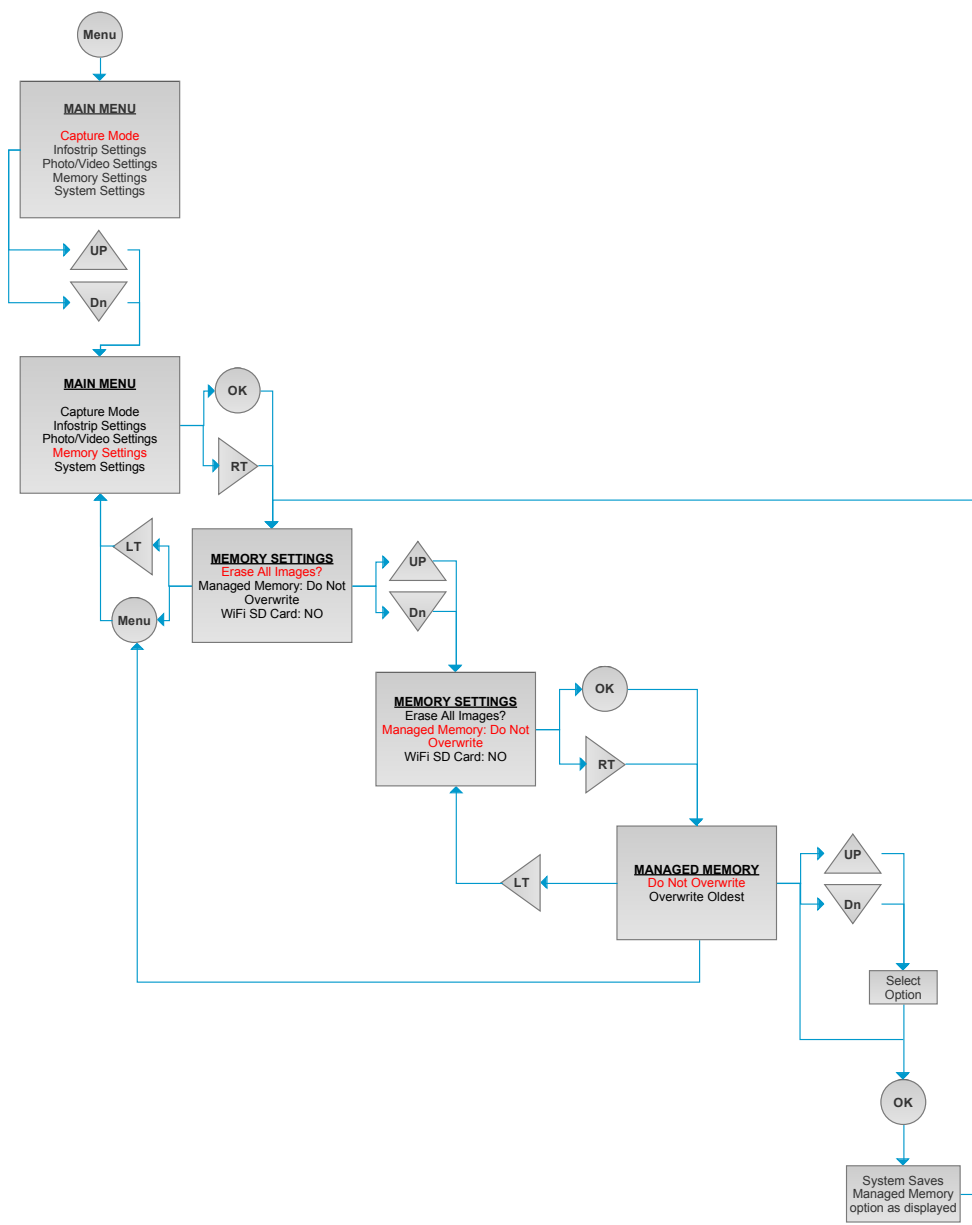 Menu
MAIN MENU
Capture Mode
Infostrip Settings
Photo/Video Settings
Memory Settings
System Settings
UP
Dn
MAIN MENU
Capture Mode
Infostrip Settings
Photo/Video Settings
Memory Settings
System Settings
OK
RT
LT
Menu
MEMORY SETTINGS
Erase All Images?
Managed Memory: Do Not
Overwrite
WiFi SD Card: NO
UP
Dn
MEMORY SETTINGS
Erase All Images?
Managed Memory: Do Not
Overwrite
WiFi SD Card: NO
OK
RT
LT
MANAGED MEMORY
Do Not Overwrite
Overwrite Oldest
UP
Dn
Select
Option
OK
System Saves
Managed Memory
option as displayed